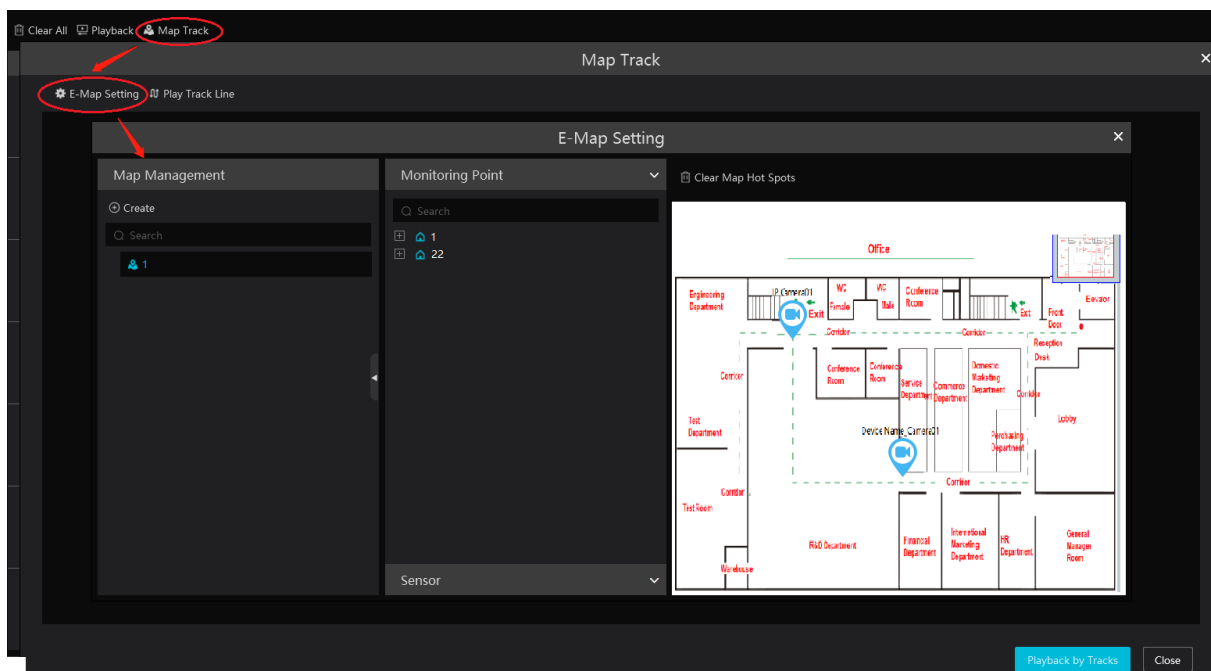 Clear All Playback Map Track
Map Track
E-Map Setting Play Track Line
E-Map Setting
Map Management
Create
Search
1
Monitoring Point
Search
1
22
Sensor
Clear Map Hot Spots
Office
Engineering
Department
IP Camera01
Exit
WC
Female
WC
Male
Conference
Room
Exit
Front
Door
Corridor
Corridor
Reception
Desk
Conference
Room
Conference
Room
Service
Department
Commerce
Department
Domestic
Marketing
Department
Corridor
Lobby
Test
Department
Device Name_Camera01
Department
Corridor
Test Room
R&D Department
Financial
Department
International
Marketing
Department
HR
Department
General
Manager
Room
Warehouse
Playback by Tracks Close